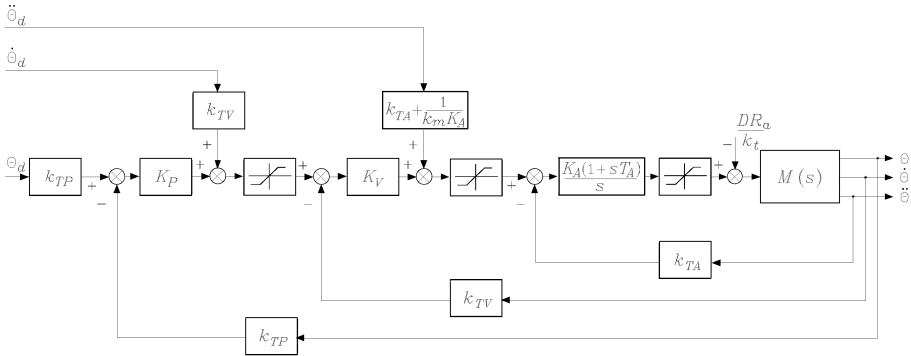 Θ̈_d
Θ̇_d
k_TV
k_TA + 1/(k_m K_A)
+ + − DR_a/k_t
Θ_d k_TP + K_P + + K_V + + K_A(1+sT_A)/s + M(s) Θ
− − − Θ̇
Θ̈
k_TA
k_TV
k_TP